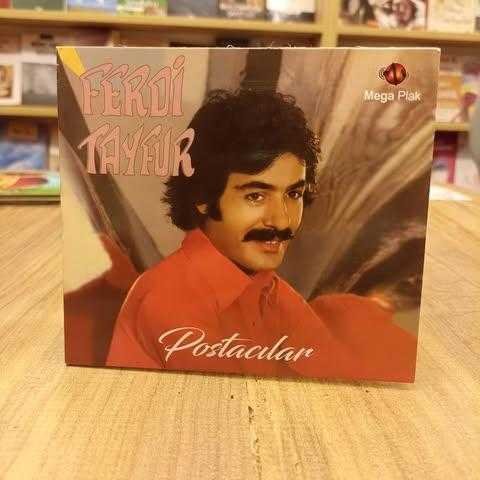 FERDİ
TAYFUR
Mega Plak
Postacılar